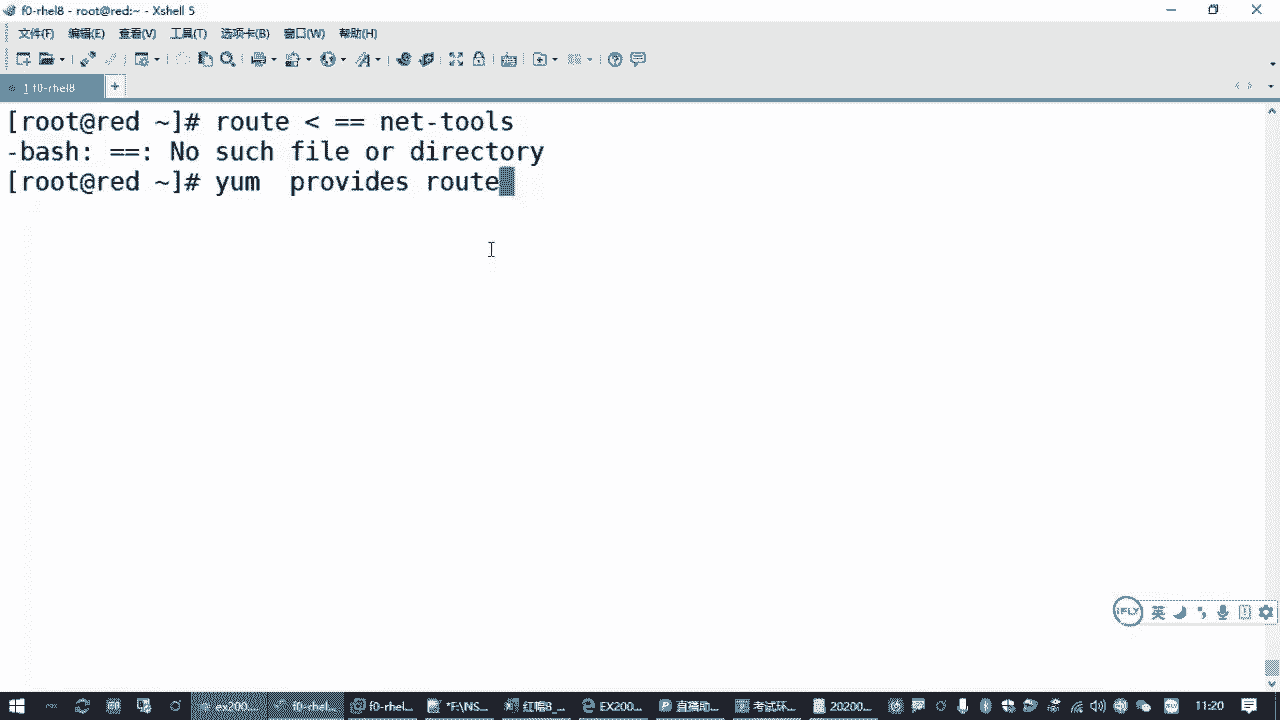 f0-rhel8 - root@red:~ - Xshell 5
文件(F) 编辑(E) 查看(V) 工具(T) 选项卡(B) 窗口(W) 帮助(H)
1 f0-rhel8
[root@red ~]# route < == net-tools
-bash: ==: No such file or directory
[root@red ~]# yum  provides route
iFLY 英
ex200... f0-rhel... f0-rhel... *F:\NS... 红帽8_... EX200... 直播助... 考试环... 20200... 11:20